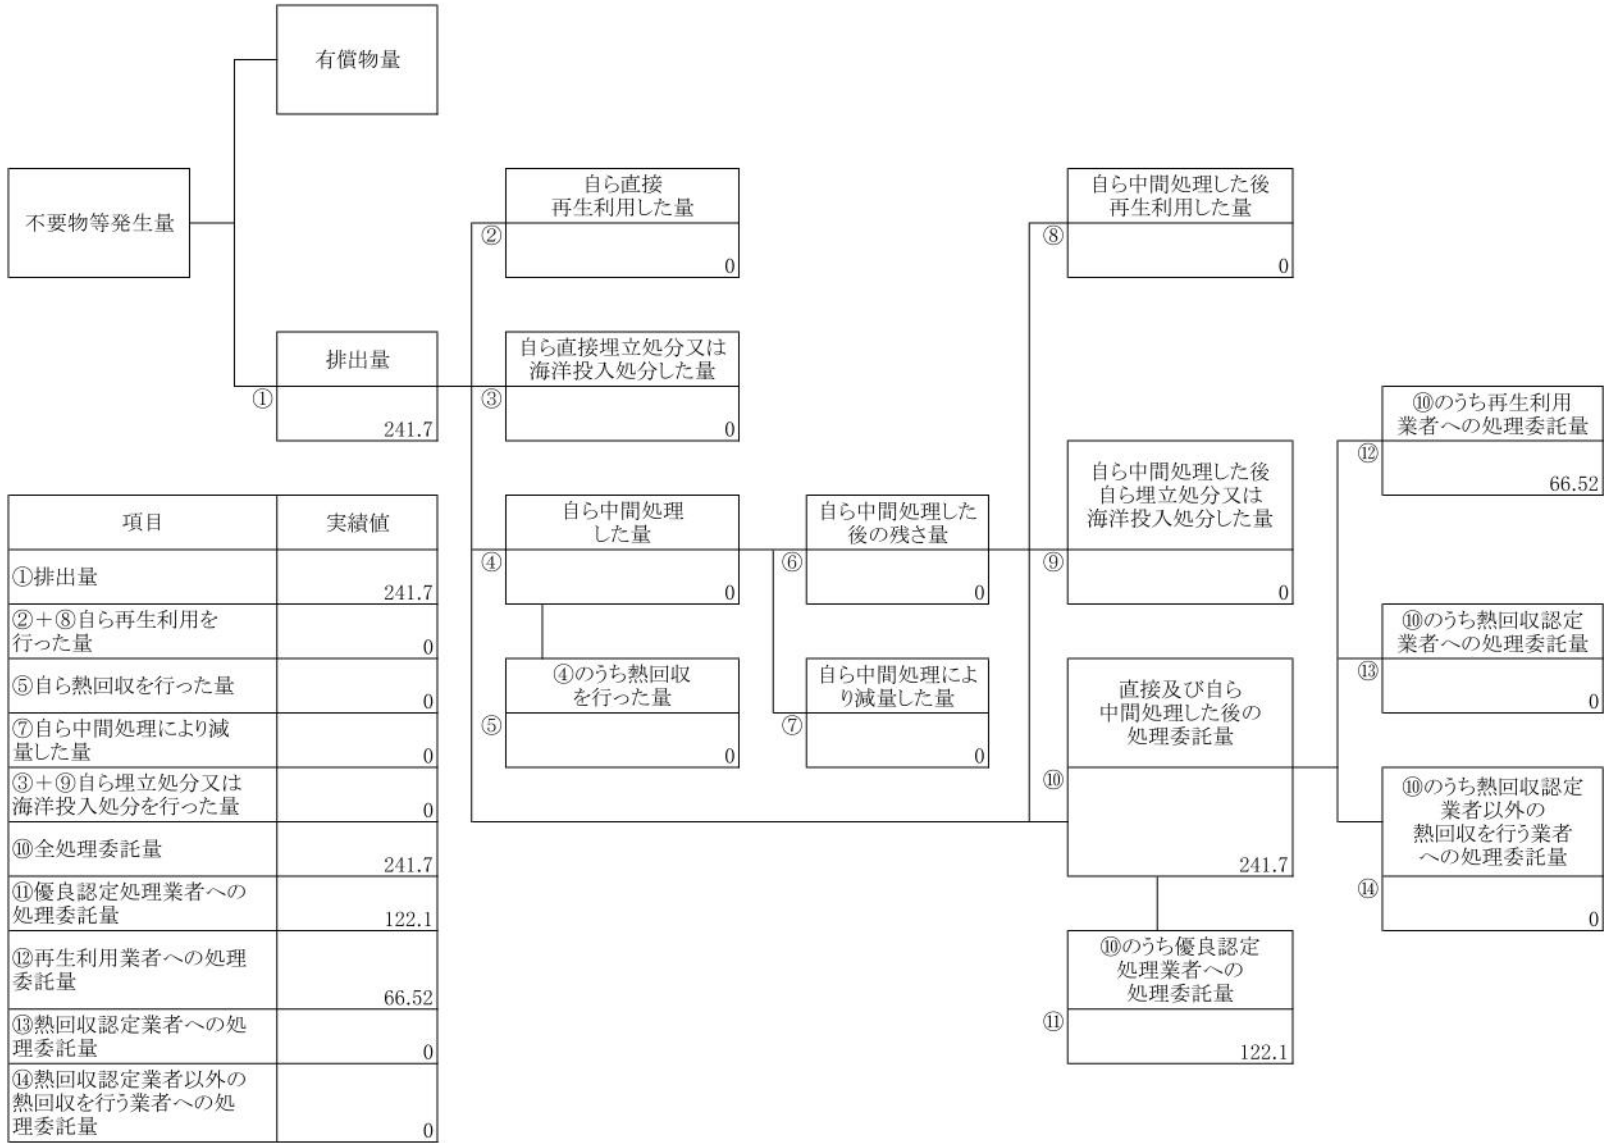 有償物量
不要物等発生量
排出量
①
241.7
自ら直接
再生利用した量
②
0
自ら直接埋立処分又は
海洋投入処分した量
③
0
自ら中間処理
した量
④
0
④のうち熱回収
を行った量
⑤
0
自ら中間処理した
後の残さ量
⑥
0
自ら中間処理によ
り減量した量
⑦
0
自ら中間処理した後
再生利用した量
⑧
0
自ら中間処理した後
自ら埋立処分又は
海洋投入処分した量
⑨
0
直接及び自ら
中間処理した後の
処理委託量
⑩
241.7
⑩のうち優良認定
処理業者への
処理委託量
⑪
122.1
⑩のうち再生利用
業者への処理委託量
⑫
66.52
⑩のうち熱回収認定
業者への処理委託量
⑬
0
⑩のうち熱回収認定
業者以外の
熱回収を行う業者
への処理委託量
⑭
0
項目 実績値
①排出量
241.7
②+⑧自ら再生利用を
行った量
0
⑤自ら熱回収を行った量
0
⑦自ら中間処理により減
量した量
0
③+⑨自ら埋立処分又は
海洋投入処分を行った量
0
⑩全処理委託量
241.7
⑪優良認定処理業者への
処理委託量
122.1
⑫再生利用業者への処理
委託量
66.52
⑬熱回収認定業者への処
理委託量
0
⑭熱回収認定業者以外の
熱回収を行う業者への処
理委託量
0